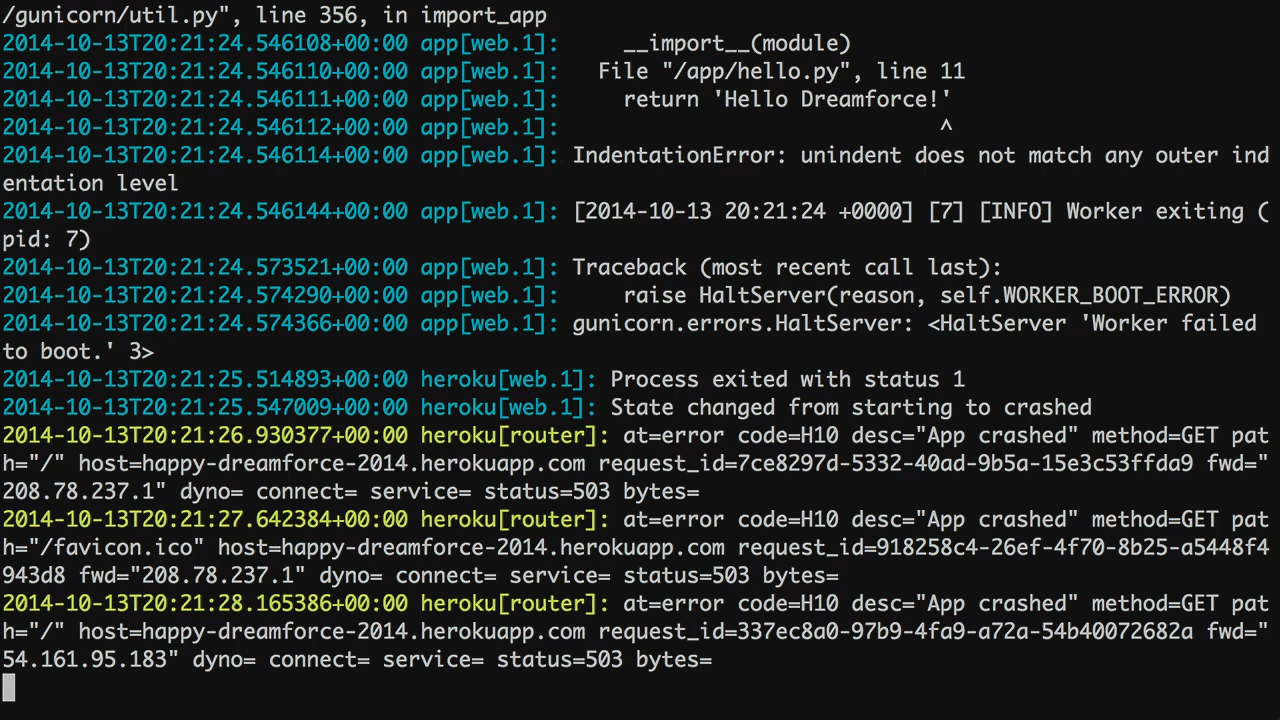 /gunicorn/util.py", line 356, in import_app
2014-10-13T20:21:24.546108+00:00 app[web.1]:     __import__(module)
2014-10-13T20:21:24.546110+00:00 app[web.1]:   File "/app/hello.py", line 11
2014-10-13T20:21:24.546111+00:00 app[web.1]:     return 'Hello Dreamforce!'
2014-10-13T20:21:24.546112+00:00 app[web.1]:                              ^
2014-10-13T20:21:24.546114+00:00 app[web.1]: IndentationError: unindent does not match any outer ind
entation level
2014-10-13T20:21:24.546144+00:00 app[web.1]: [2014-10-13 20:21:24 +0000] [7] [INFO] Worker exiting (
pid: 7)
2014-10-13T20:21:24.573521+00:00 app[web.1]: Traceback (most recent call last):
2014-10-13T20:21:24.574290+00:00 app[web.1]:     raise HaltServer(reason, self.WORKER_BOOT_ERROR)
2014-10-13T20:21:24.574366+00:00 app[web.1]: gunicorn.errors.HaltServer: <HaltServer 'Worker failed
to boot.' 3>
2014-10-13T20:21:25.514893+00:00 heroku[web.1]: Process exited with status 1
2014-10-13T20:21:25.547009+00:00 heroku[web.1]: State changed from starting to crashed
2014-10-13T20:21:26.930377+00:00 heroku[router]: at=error code=H10 desc="App crashed" method=GET pat
h="/" host=happy-dreamforce-2014.herokuapp.com request_id=7ce8297d-5332-40ad-9b5a-15e3c53ffda9 fwd="
208.78.237.1" dyno= connect= service= status=503 bytes=
2014-10-13T20:21:27.642384+00:00 heroku[router]: at=error code=H10 desc="App crashed" method=GET pat
h="/favicon.ico" host=happy-dreamforce-2014.herokuapp.com request_id=918258c4-26ef-4f70-8b25-a5448f4
943d8 fwd="208.78.237.1" dyno= connect= service= status=503 bytes=
2014-10-13T20:21:28.165386+00:00 heroku[router]: at=error code=H10 desc="App crashed" method=GET pat
h="/" host=happy-dreamforce-2014.herokuapp.com request_id=337ec8a0-97b9-4fa9-a72a-54b40072682a fwd="
54.161.95.183" dyno= connect= service= status=503 bytes=